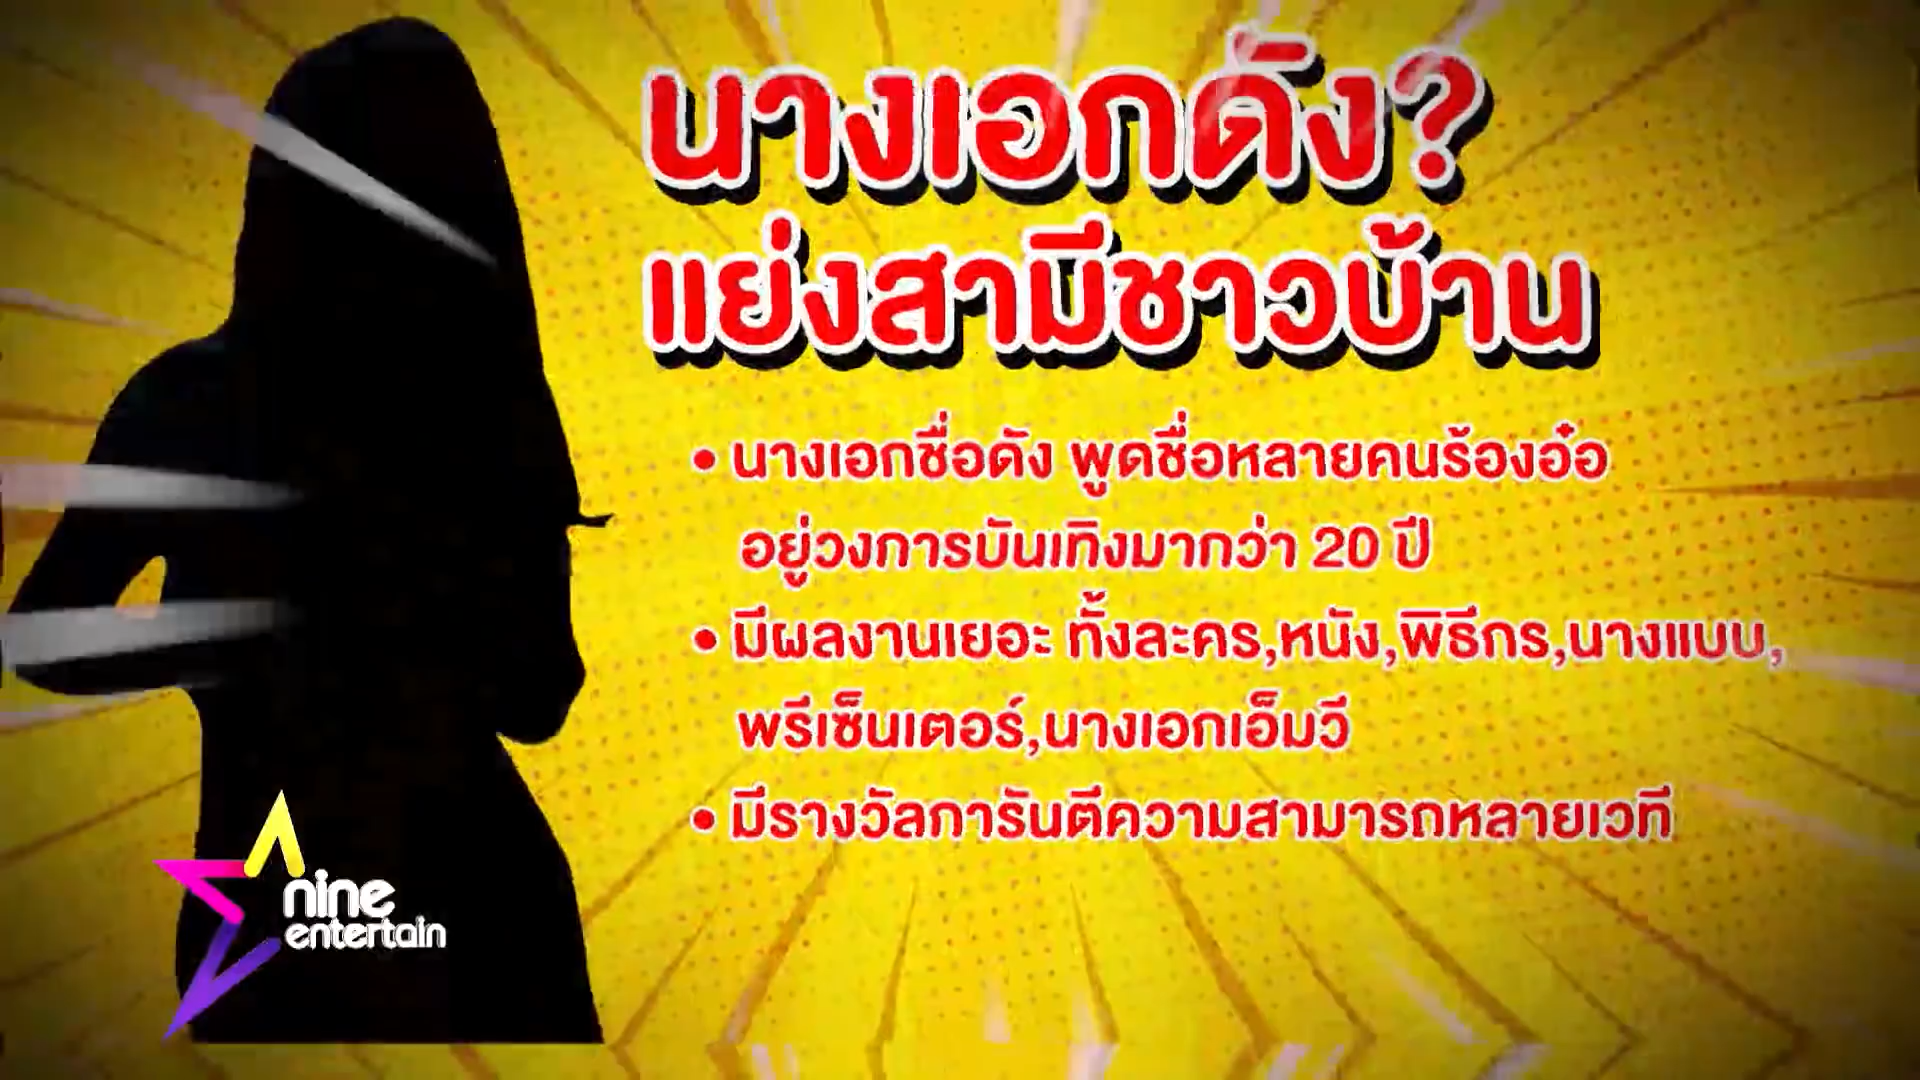 นางเอกดัง?
แย่งสามีชาวบ้าน
• นางเอกชื่อดัง พูดชื่อหลายคนร้องอ๋อ
อยู่วงการบันเทิงมากว่า 20 ปี
• มีผลงานเยอะ ทั้งละคร,หนัง,พิธีกร,นางแบบ,
พรีเซ็นเตอร์,นางเอกเอ็มวี
• มีรางวัลการันตีความสามารถหลายเวที
nine
entertain